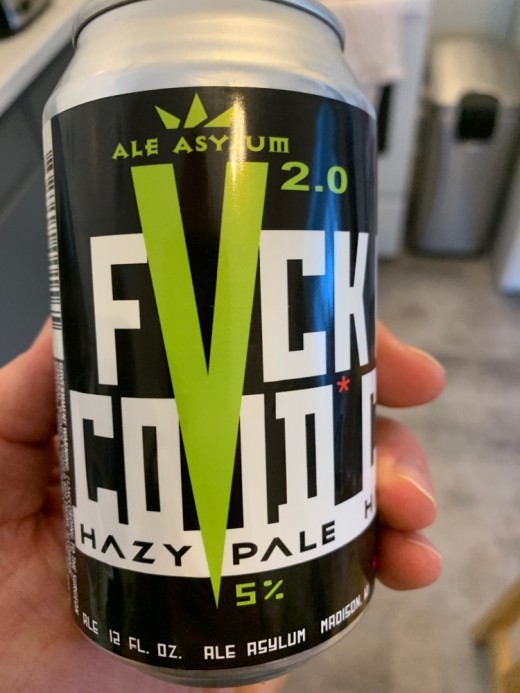 ALE ASYLUM
2.0
FVCK
COVID*
HAZY PALE
5%
ALE 12 FL. OZ. ALE ASYLUM MADISON,